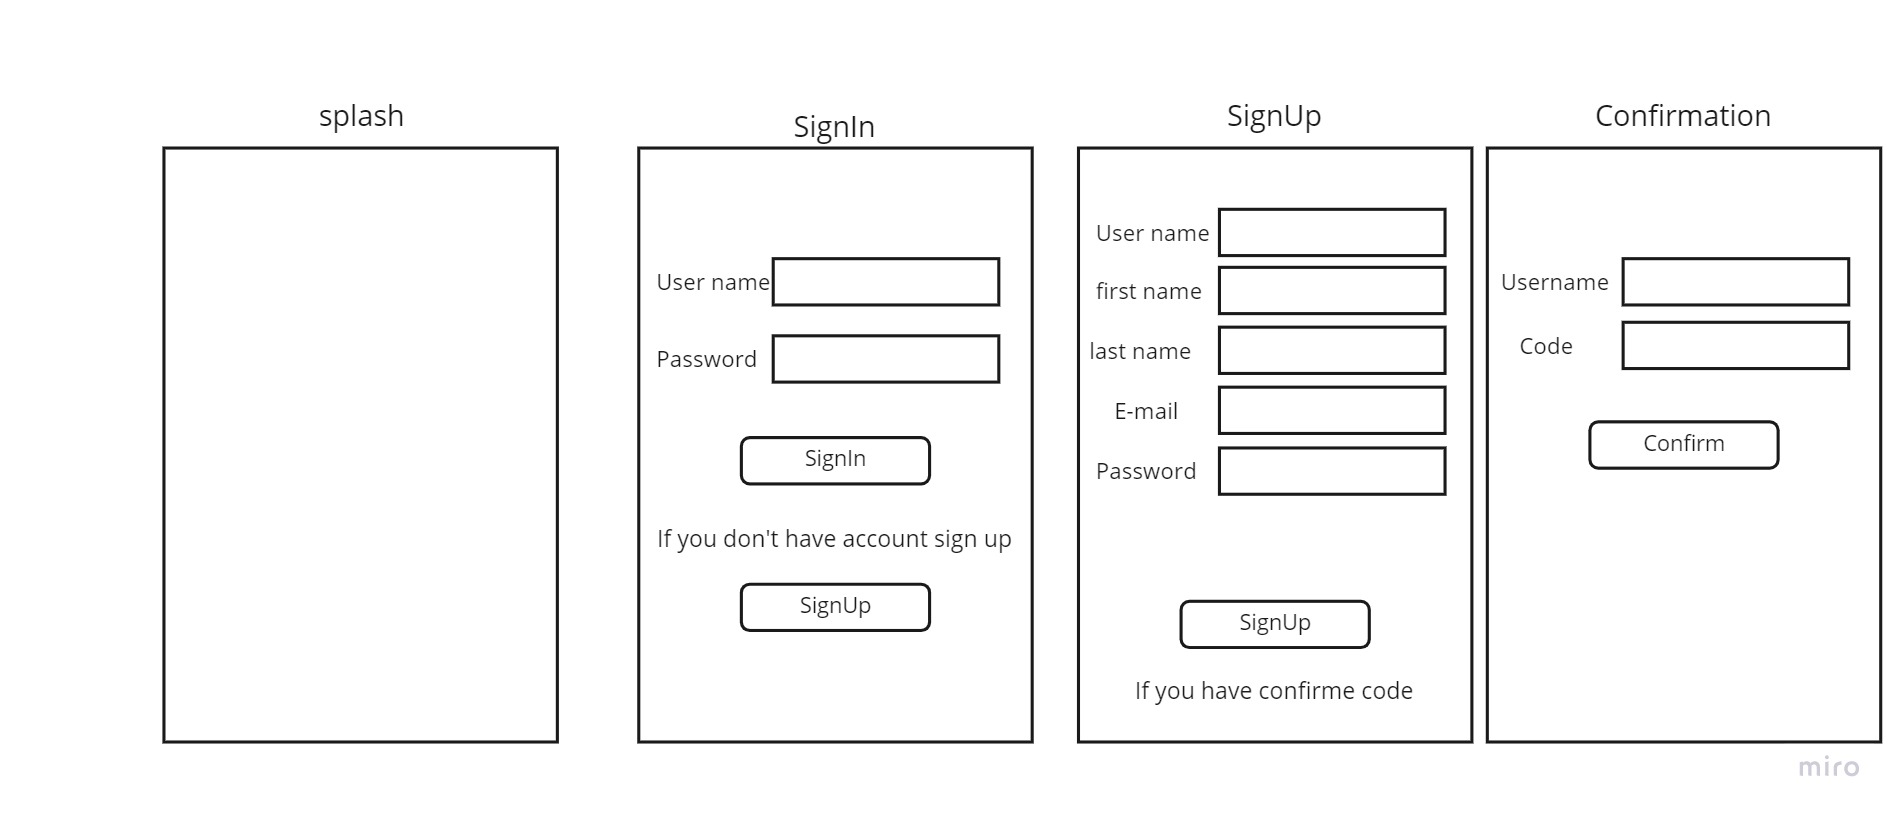 splash
SignIn
User name
Password
SignIn
If you don't have account sign up
SignUp
SignUp
User name
first name
last name
E-mail
Password
SignUp
If you have confirme code
Confirmation
Username
Code
Confirm
miro